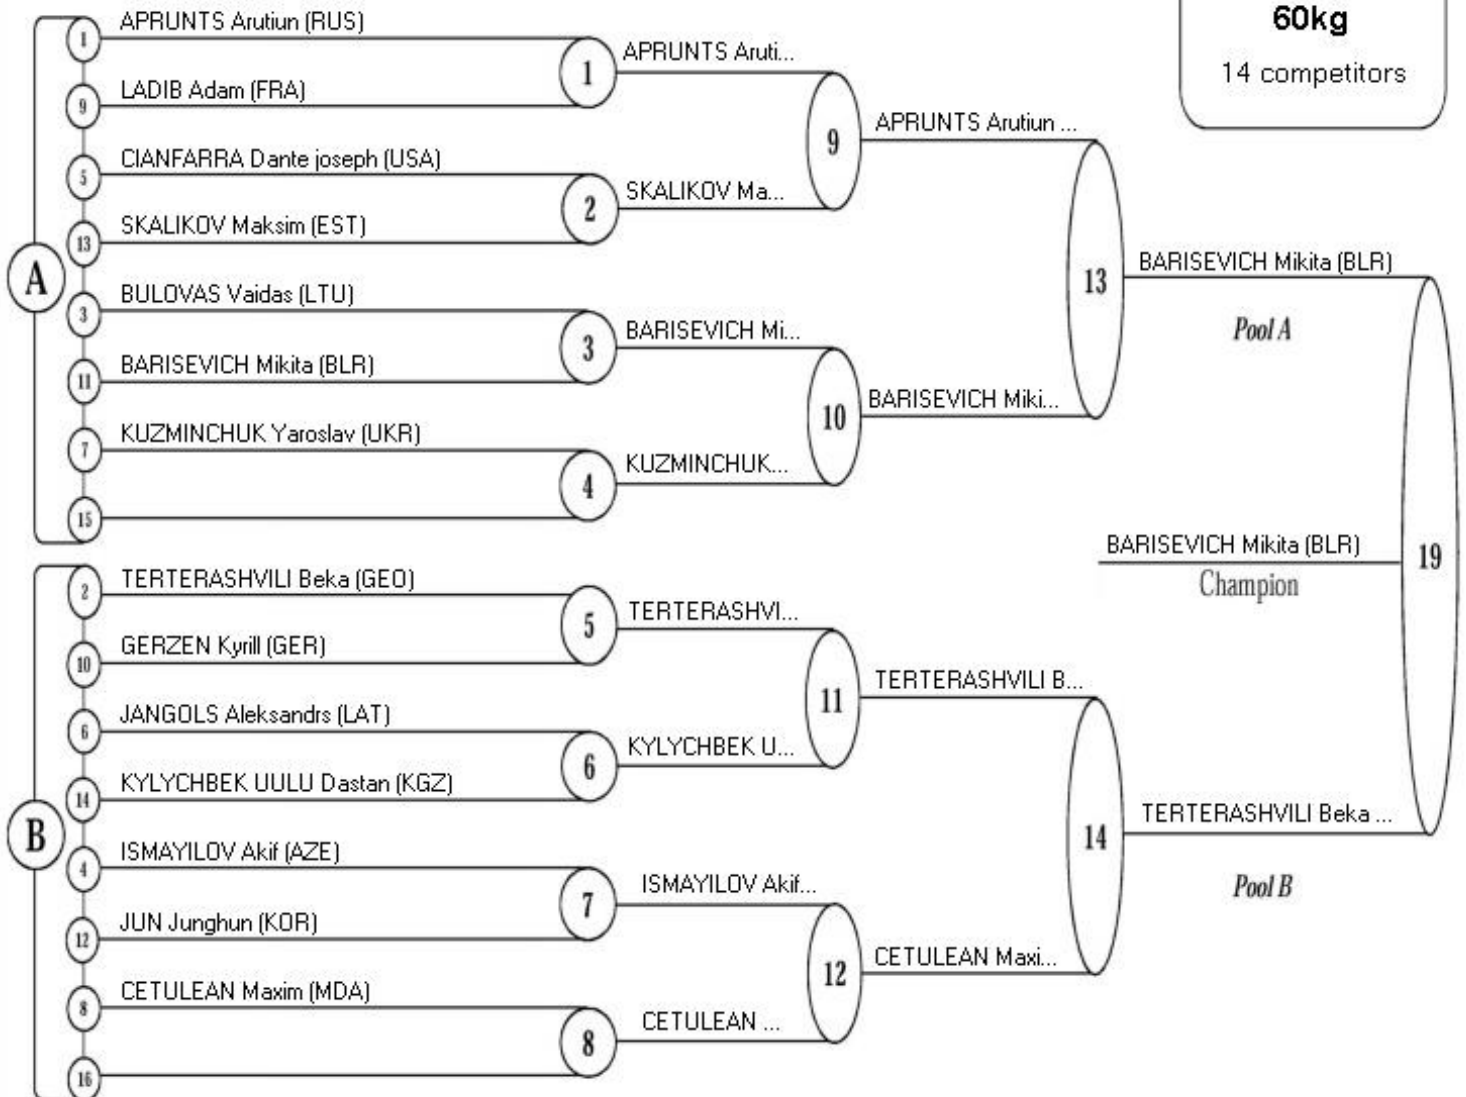 60kg
14 competitors
A
1
APRUNTS Arutiun (RUS)
9
LADIB Adam (FRA)
5
CIANFARRA Dante joseph (USA)
13
SKALIKOV Maksim (EST)
3
BULOVAS Vaidas (LTU)
11
BARISEVICH Mikita (BLR)
7
KUZMINCHUK Yaroslav (UKR)
15
B
2
TERTERASHVILI Beka (GEO)
10
GERZEN Kyrill (GER)
6
JANGOLS Aleksandrs (LAT)
14
KYLYCHBEK UULU Dastan (KGZ)
4
ISMAYILOV Akif (AZE)
12
JUN Junghun (KOR)
8
CETULEAN Maxim (MDA)
16
1
APRUNTS Aruti...
2
SKALIKOV Ma...
3
BARISEVICH Mi...
4
KUZMINCHUK...
5
TERTERASHVI...
6
KYLYCHBEK U...
7
ISMAYILOV Akif...
8
CETULEAN ...
9
APRUNTS Arutiun ...
10
BARISEVICH Miki...
11
TERTERASHVILI B...
12
CETULEAN Maxi...
13
BARISEVICH Mikita (BLR)
Pool A
14
TERTERASHVILI Beka ...
Pool B
19
BARISEVICH Mikita (BLR)
Champion